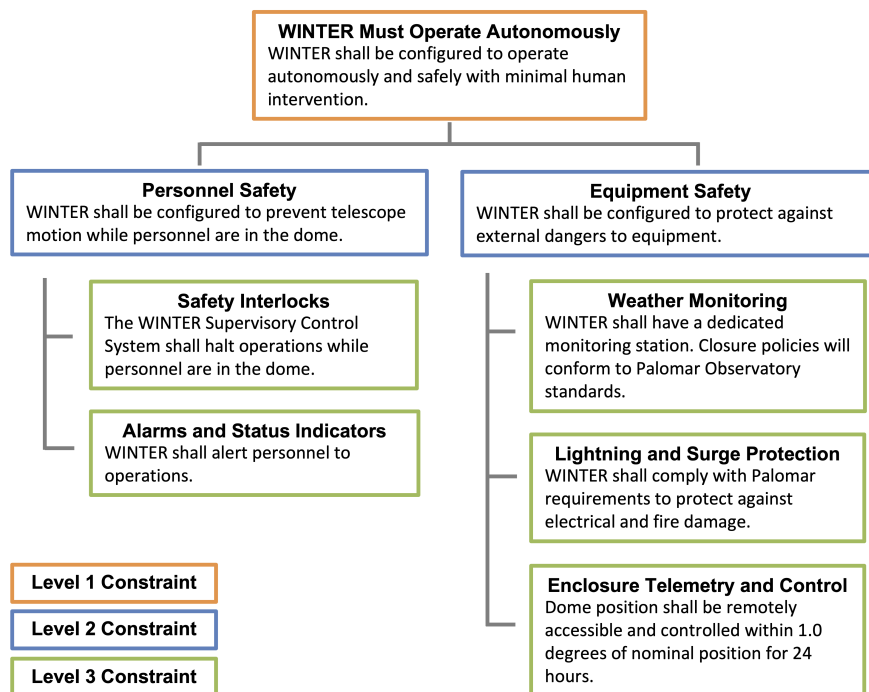 WINTER Must Operate Autonomously
WINTER shall be configured to operate
autonomously and safely with minimal human
intervention.
Personnel Safety
WINTER shall be configured to prevent telescope
motion while personnel are in the dome.
Equipment Safety
WINTER shall be configured to protect against
external dangers to equipment.
Safety Interlocks
The WINTER Supervisory Control
System shall halt operations while
personnel are in the dome.
Alarms and Status Indicators
WINTER shall alert personnel to
operations.
Weather Monitoring
WINTER shall have a dedicated
monitoring station. Closure policies will
conform to Palomar Observatory
standards.
Lightning and Surge Protection
WINTER shall comply with Palomar
requirements to protect against
electrical and fire damage.
Enclosure Telemetry and Control
Dome position shall be remotely
accessible and controlled within 1.0
degrees of nominal position for 24
hours.
Level 1 Constraint
Level 2 Constraint
Level 3 Constraint